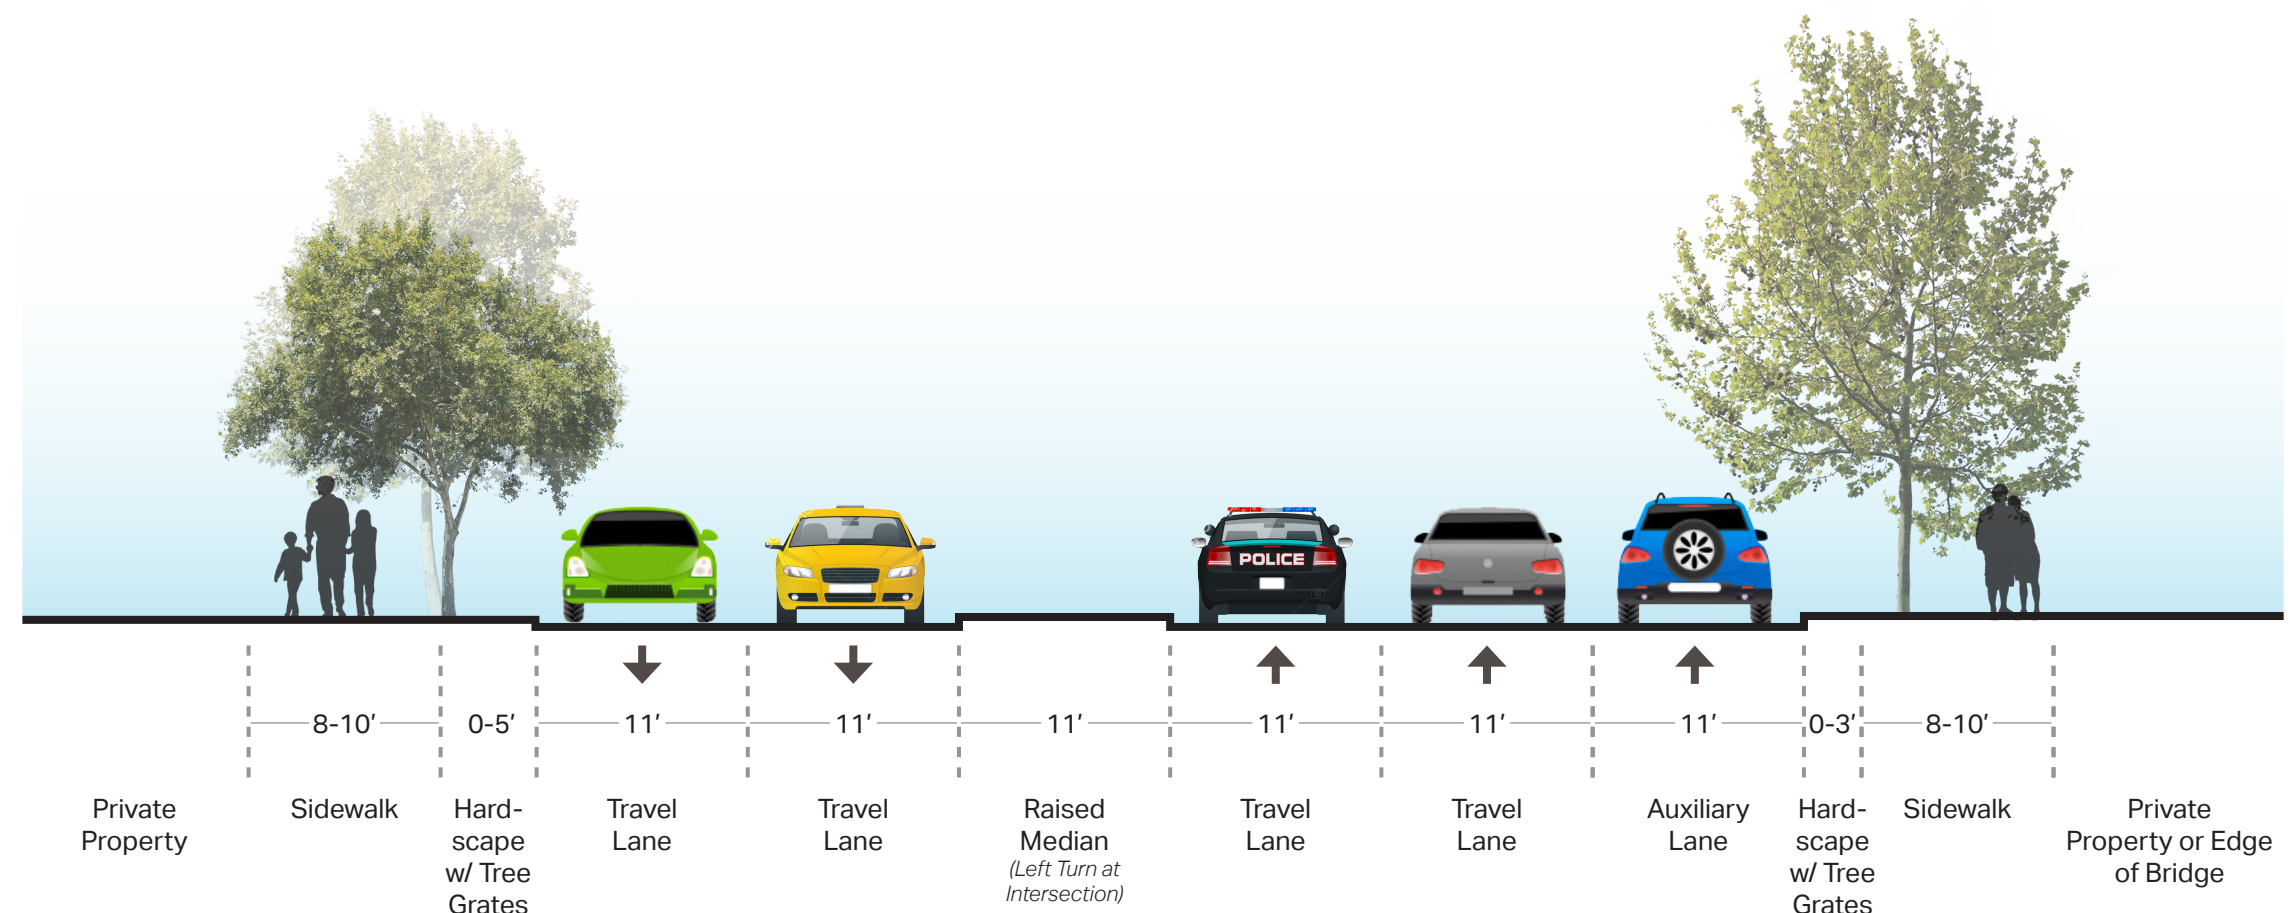 POLICE
8-10’
0-5’
11’
11’
11’
11’
11’
11’
0-3’
8-10’
Private
Property
Sidewalk
Hard-
scape
w/ Tree
Grates
Travel
Lane
Travel
Lane
Raised
Median
(Left Turn at
Intersection)
Travel
Lane
Travel
Lane
Auxiliary
Lane
Hard-
scape
w/ Tree
Grates
Sidewalk
Private
Property or Edge
of Bridge